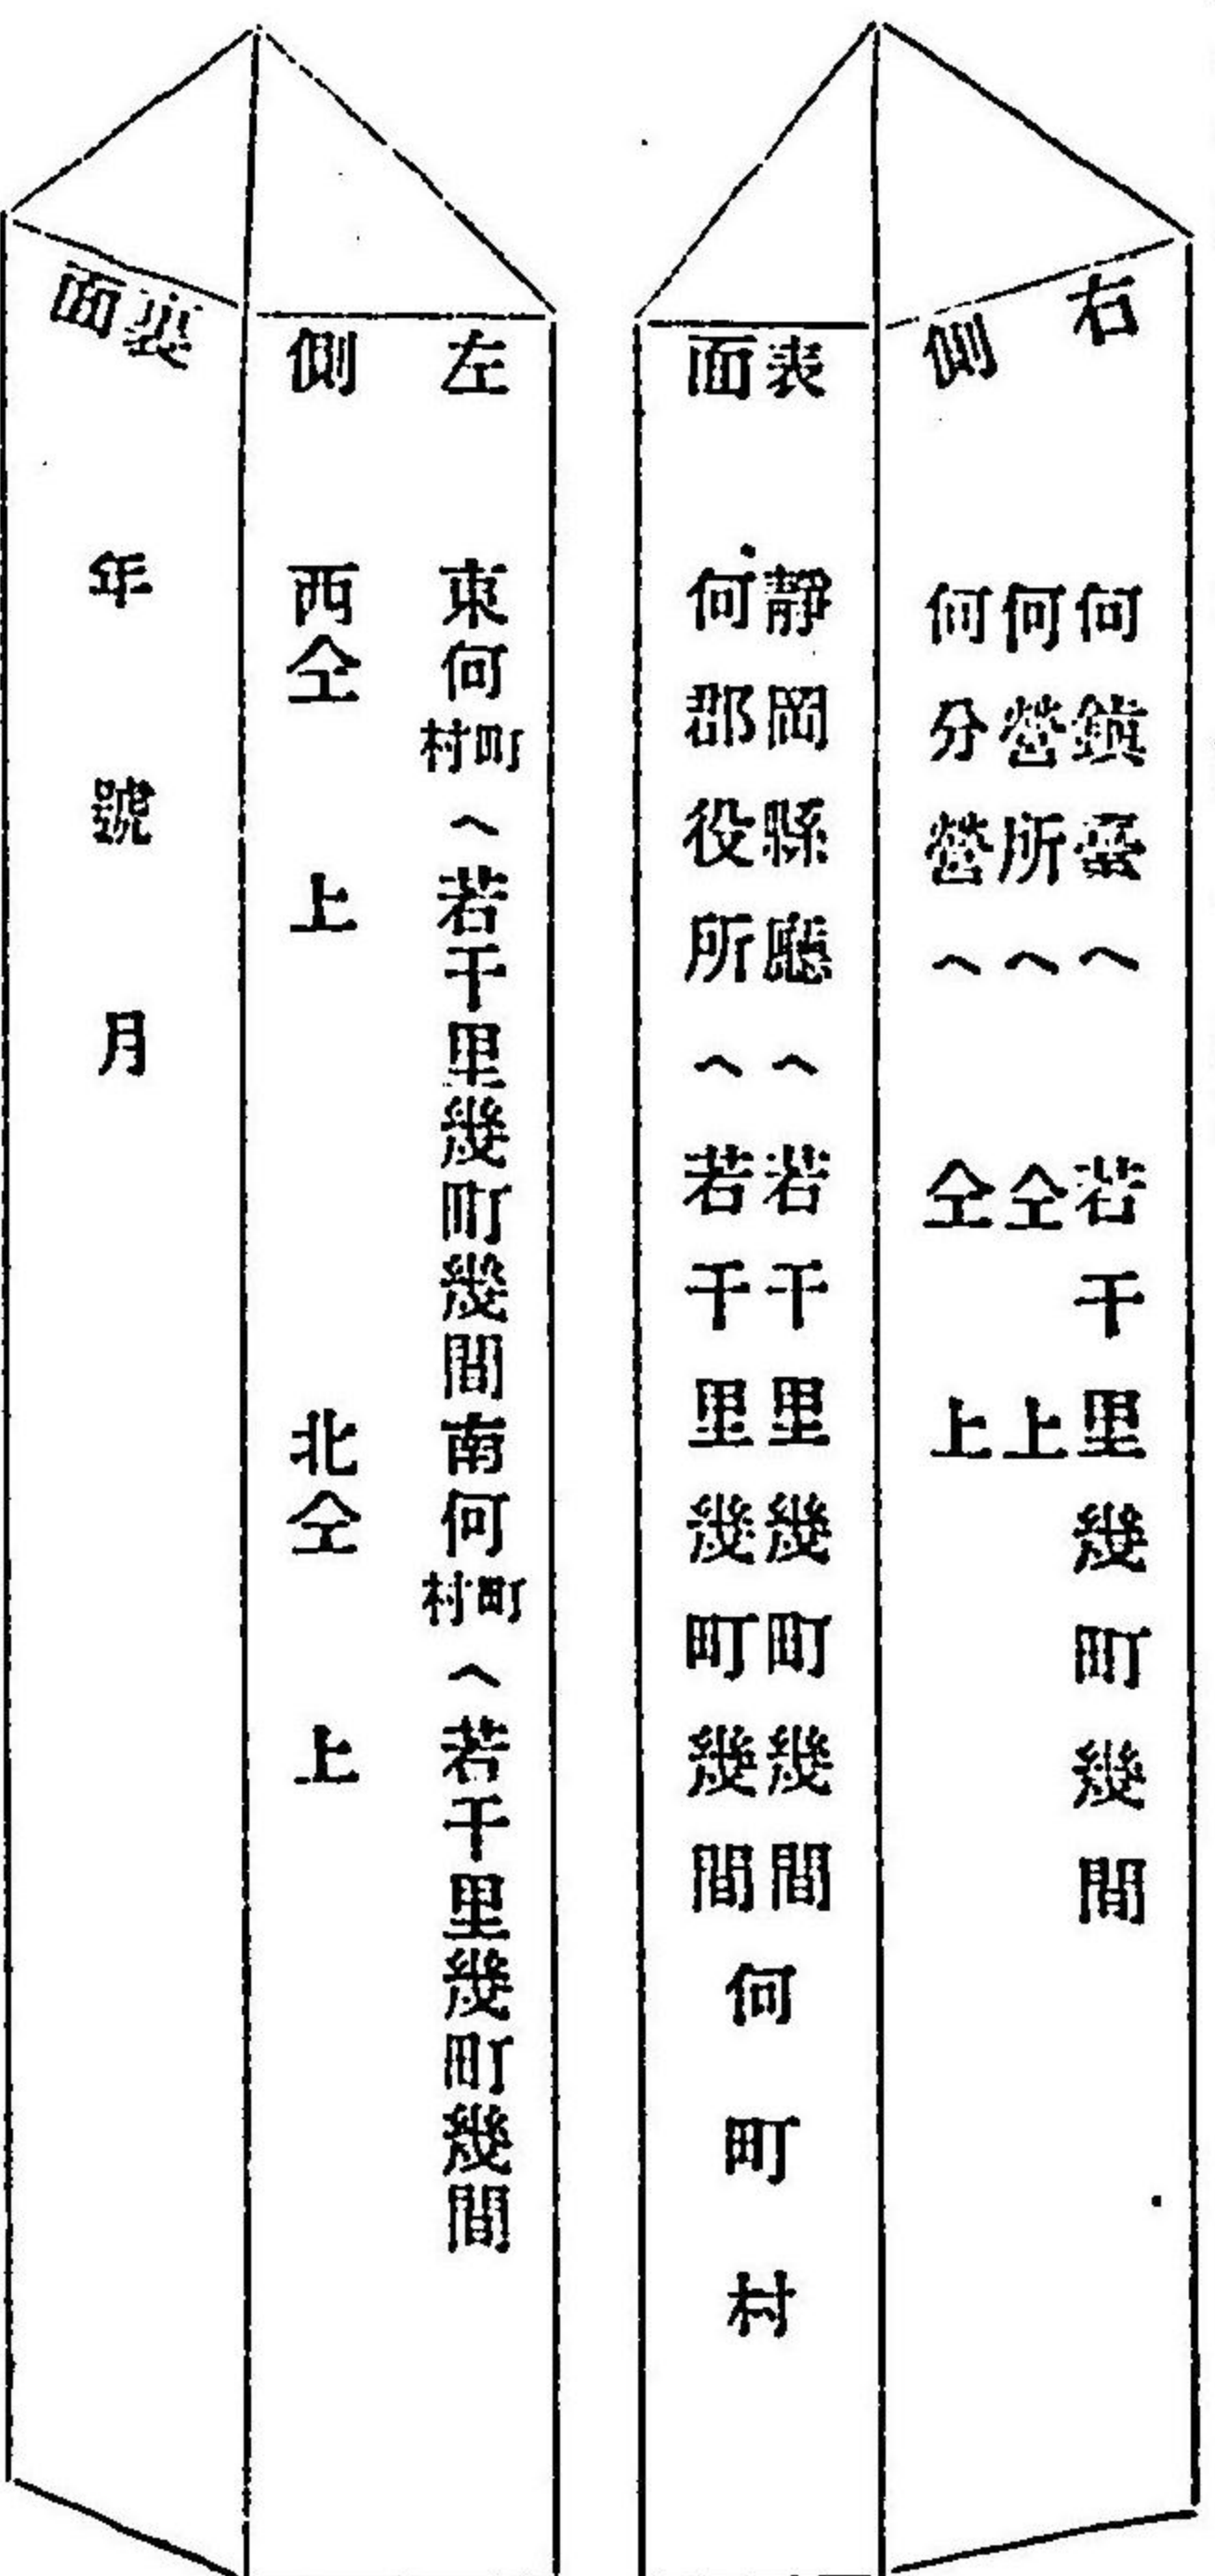 右側
何鎭臺へ若干里幾町幾間
何營所へ仝上
何分營へ仝上
表面
靜岡縣廳へ若干里幾町幾間
何郡役所へ若干里幾町幾間
何町村
左側
東何町村へ若干里幾町幾間南何町村へ若干里幾町幾間
西仝上北仝上
裏面
年號月